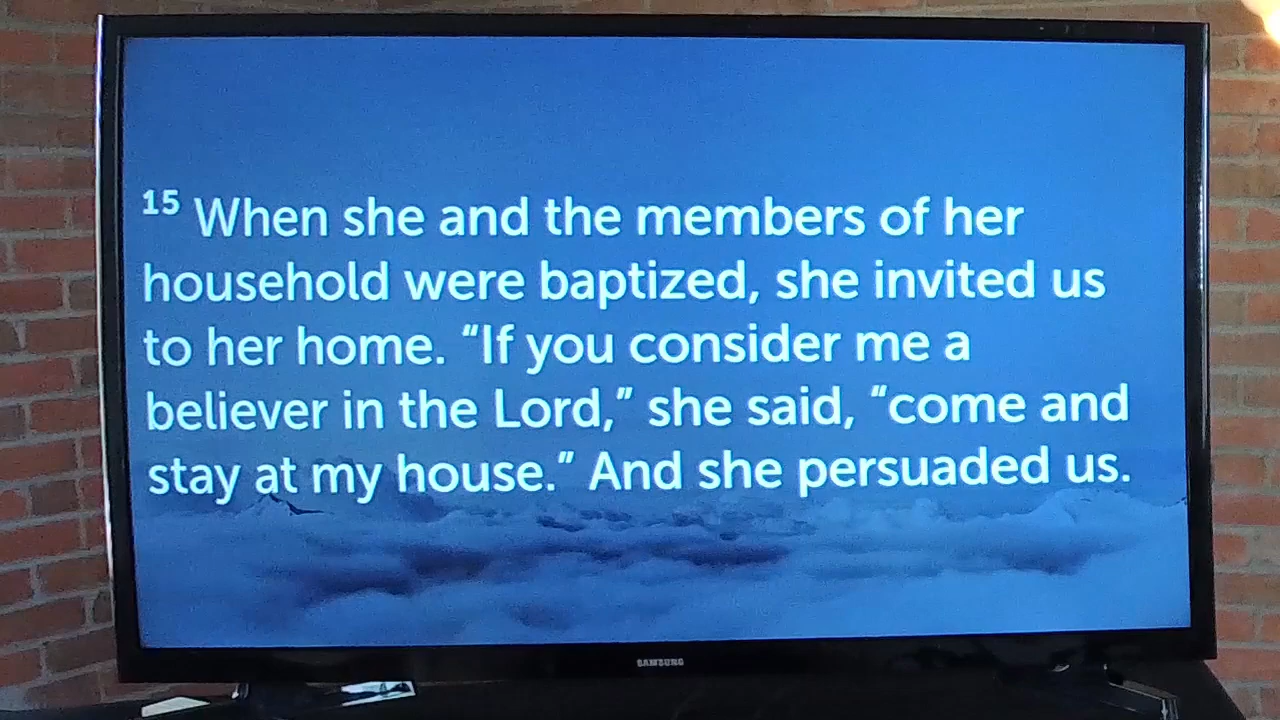 15 When she and the members of her
household were baptized, she invited us
to her home. “If you consider me a
believer in the Lord,” she said, “come and
stay at my house.” And she persuaded us.
SAMSUNG